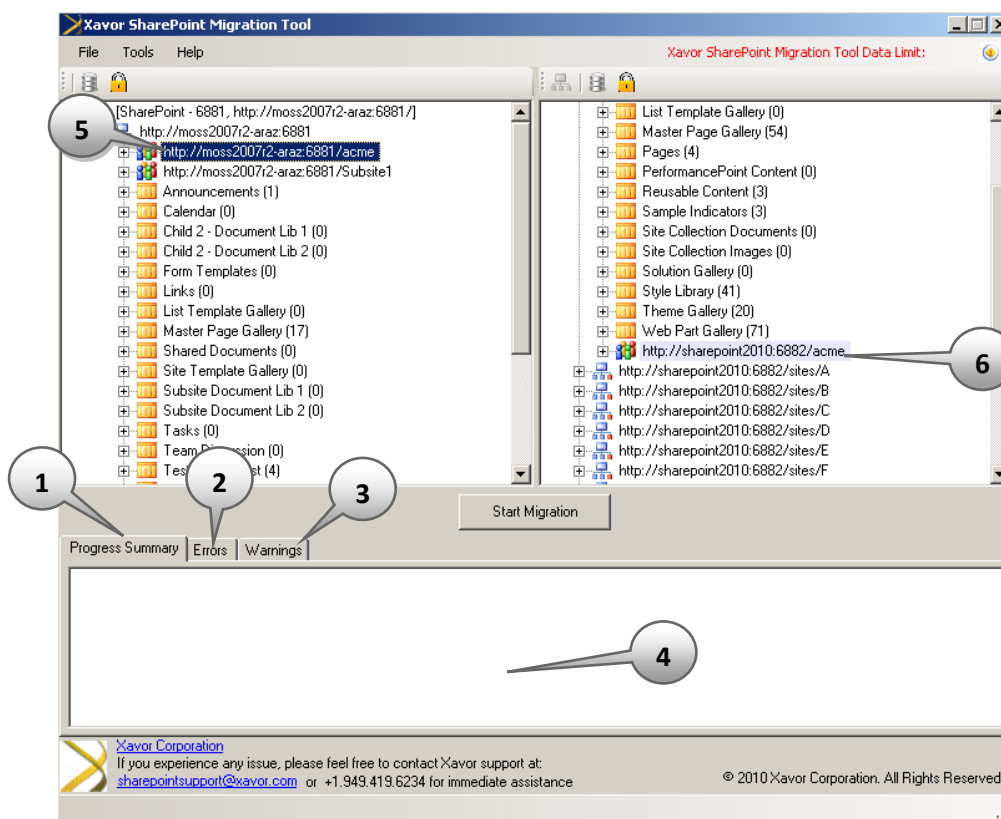 Xavor SharePoint Migration Tool
File Tools Help
Xavor SharePoint Migration Tool Data Limit:
[SharePoint - 6881, http://moss2007r2-araz:6881/]
http://moss2007r2-araz:6881
http://moss2007r2-araz:6881/acme
http://moss2007r2-araz:6881/Subsite1
Announcements (1)
Calendar (0)
Child 2 - Document Lib 1 (0)
Child 2 - Document Lib 2 (0)
Form Templates (0)
Links (0)
List Template Gallery (0)
Master Page Gallery (17)
Shared Documents (0)
Site Template Gallery (0)
Subsite Document Lib 1 (0)
Subsite Document Lib 2 (0)
Tasks (0)
Team ssion (0)
st (4)
5
List Template Gallery (0)
Master Page Gallery (54)
Pages (4)
PerformancePoint Content (0)
Reusable Content (3)
Sample Indicators (3)
Site Collection Documents (0)
Site Collection Images (0)
Solution Gallery (0)
Style Library (41)
Theme Gallery (20)
Web Part Gallery (71)
http://sharepoint2010:6882/acme
http://sharepoint2010:6882/sites/A
http://sharepoint2010:6882/sites/B
http://sharepoint2010:6882/sites/C
http://sharepoint2010:6882/sites/D
http://sharepoint2010:6882/sites/E
http://sharepoint2010:6882/sites/F
6
1
2
3
Start Migration
Progress Summary Errors Warnings
4
Xavor Corporation
If you experience any issue, please feel free to contact Xavor support at:
sharepointsupport@xavor.com or +1.949.419.6234 for immediate assistance
© 2010 Xavor Corporation. All Rights Reserved